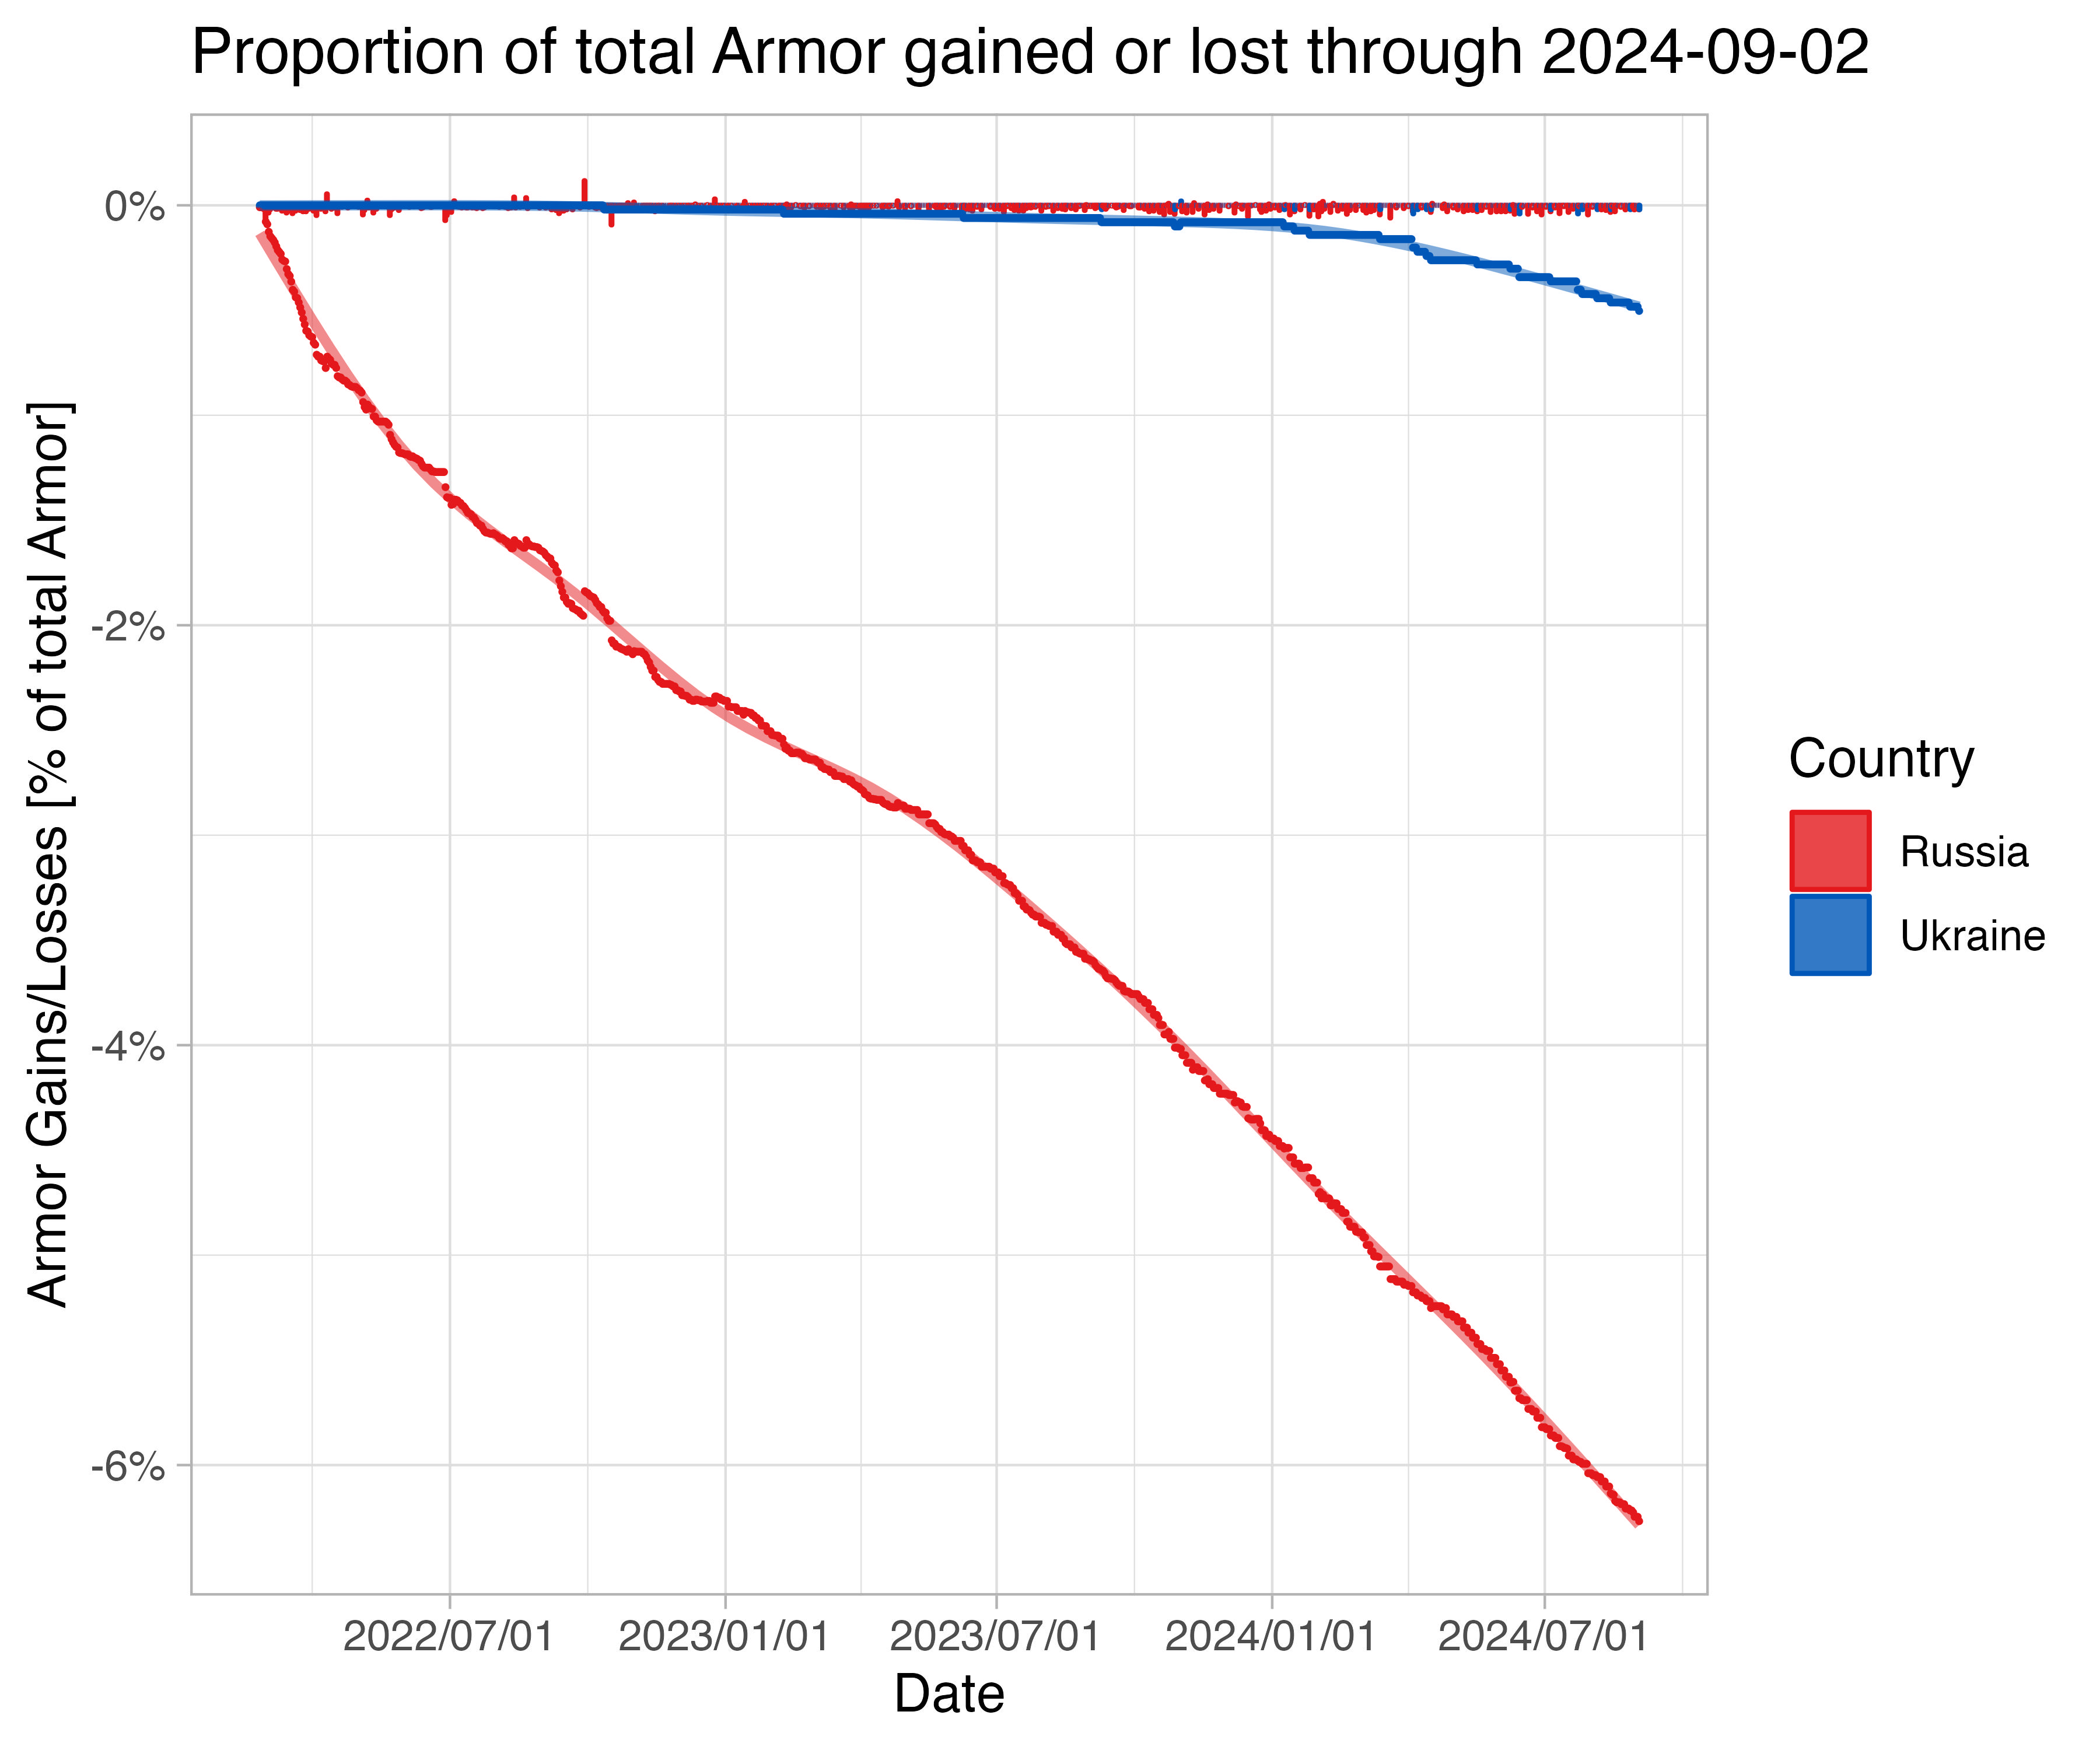 Proportion of total Armor gained or lost through 2024-09-02
Armor Gains/Losses [% of total Armor]
0%
-2%
-4%
-6%
2022/07/01
2023/01/01
2023/07/01
2024/01/01
2024/07/01
Date
Country
Russia
Ukraine